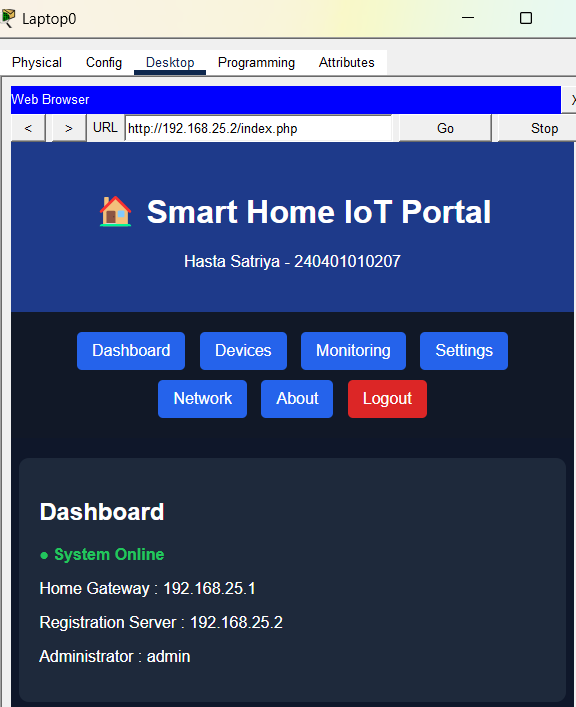 Laptop0
Physical Config Desktop Programming Attributes
Web Browser X
< > URL http://192.168.25.2/index.php Go Stop
Smart Home IoT Portal
Hasta Satriya - 240401010207
Dashboard Devices Monitoring Settings
Network About Logout
Dashboard
● System Online
Home Gateway : 192.168.25.1
Registration Server : 192.168.25.2
Administrator : admin